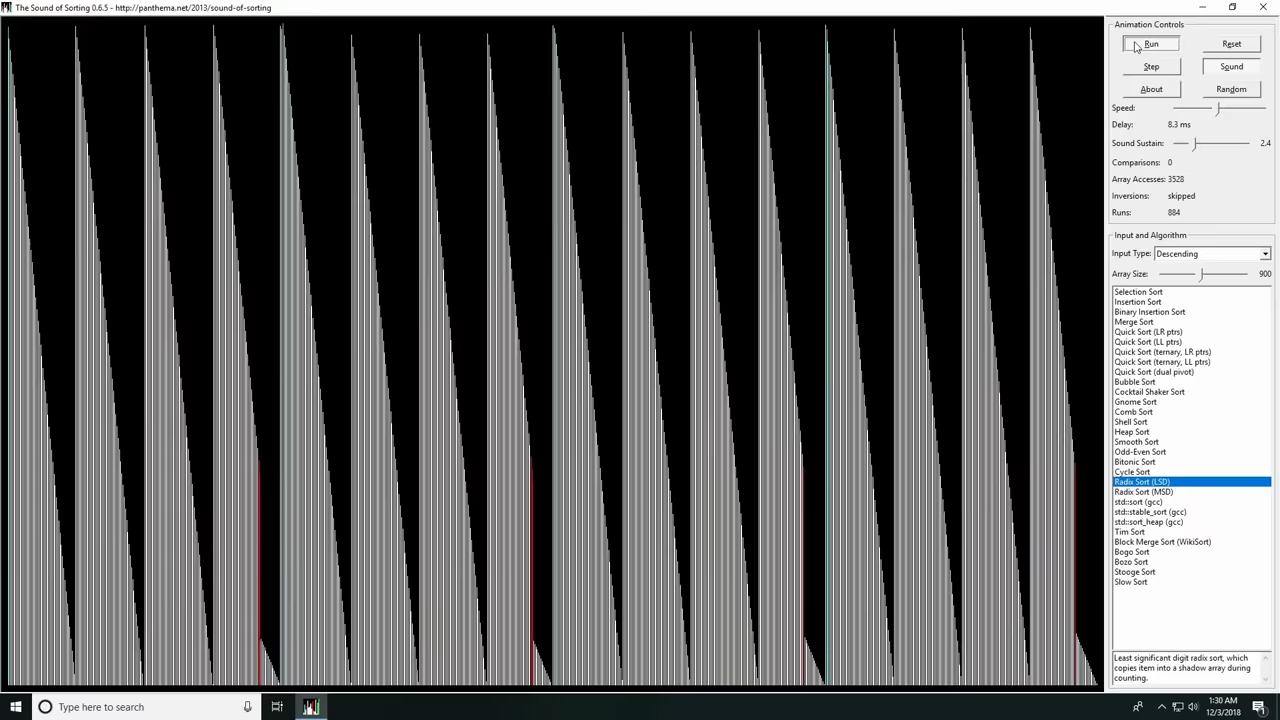 The Sound of Sorting 0.6.5 - http://panthema.net/2013/sound-of-sorting
Animation Controls
Run
Reset
Step
Sound
About
Random
Speed:
Delay: 8.3 ms
Sound Sustain: 2.4
Comparisons: 0
Array Accesses: 3528
Inversions: skipped
Runs: 884
Input and Algorithm
Input Type: Descending
Array Size: 900
Selection Sort
Insertion Sort
Binary Insertion Sort
Merge Sort
Quick Sort (LR ptrs)
Quick Sort (LL ptrs)
Quick Sort (ternary, LR ptrs)
Quick Sort (ternary, LL ptrs)
Quick Sort (dual pivot)
Bubble Sort
Cocktail Shaker Sort
Gnome Sort
Comb Sort
Shell Sort
Heap Sort
Smooth Sort
Odd-Even Sort
Bitonic Sort
Cycle Sort
Radix Sort (LSD)
Radix Sort (MSD)
std::sort (gcc)
std::stable_sort (gcc)
std::sort_heap (gcc)
Tim Sort
Block Merge Sort (WikiSort)
Bogo Sort
Bozo Sort
Stooge Sort
Slow Sort
Least significant digit radix sort, which
copies item into a shadow array during
counting.
Type here to search
1:30 AM
12/3/2018
1